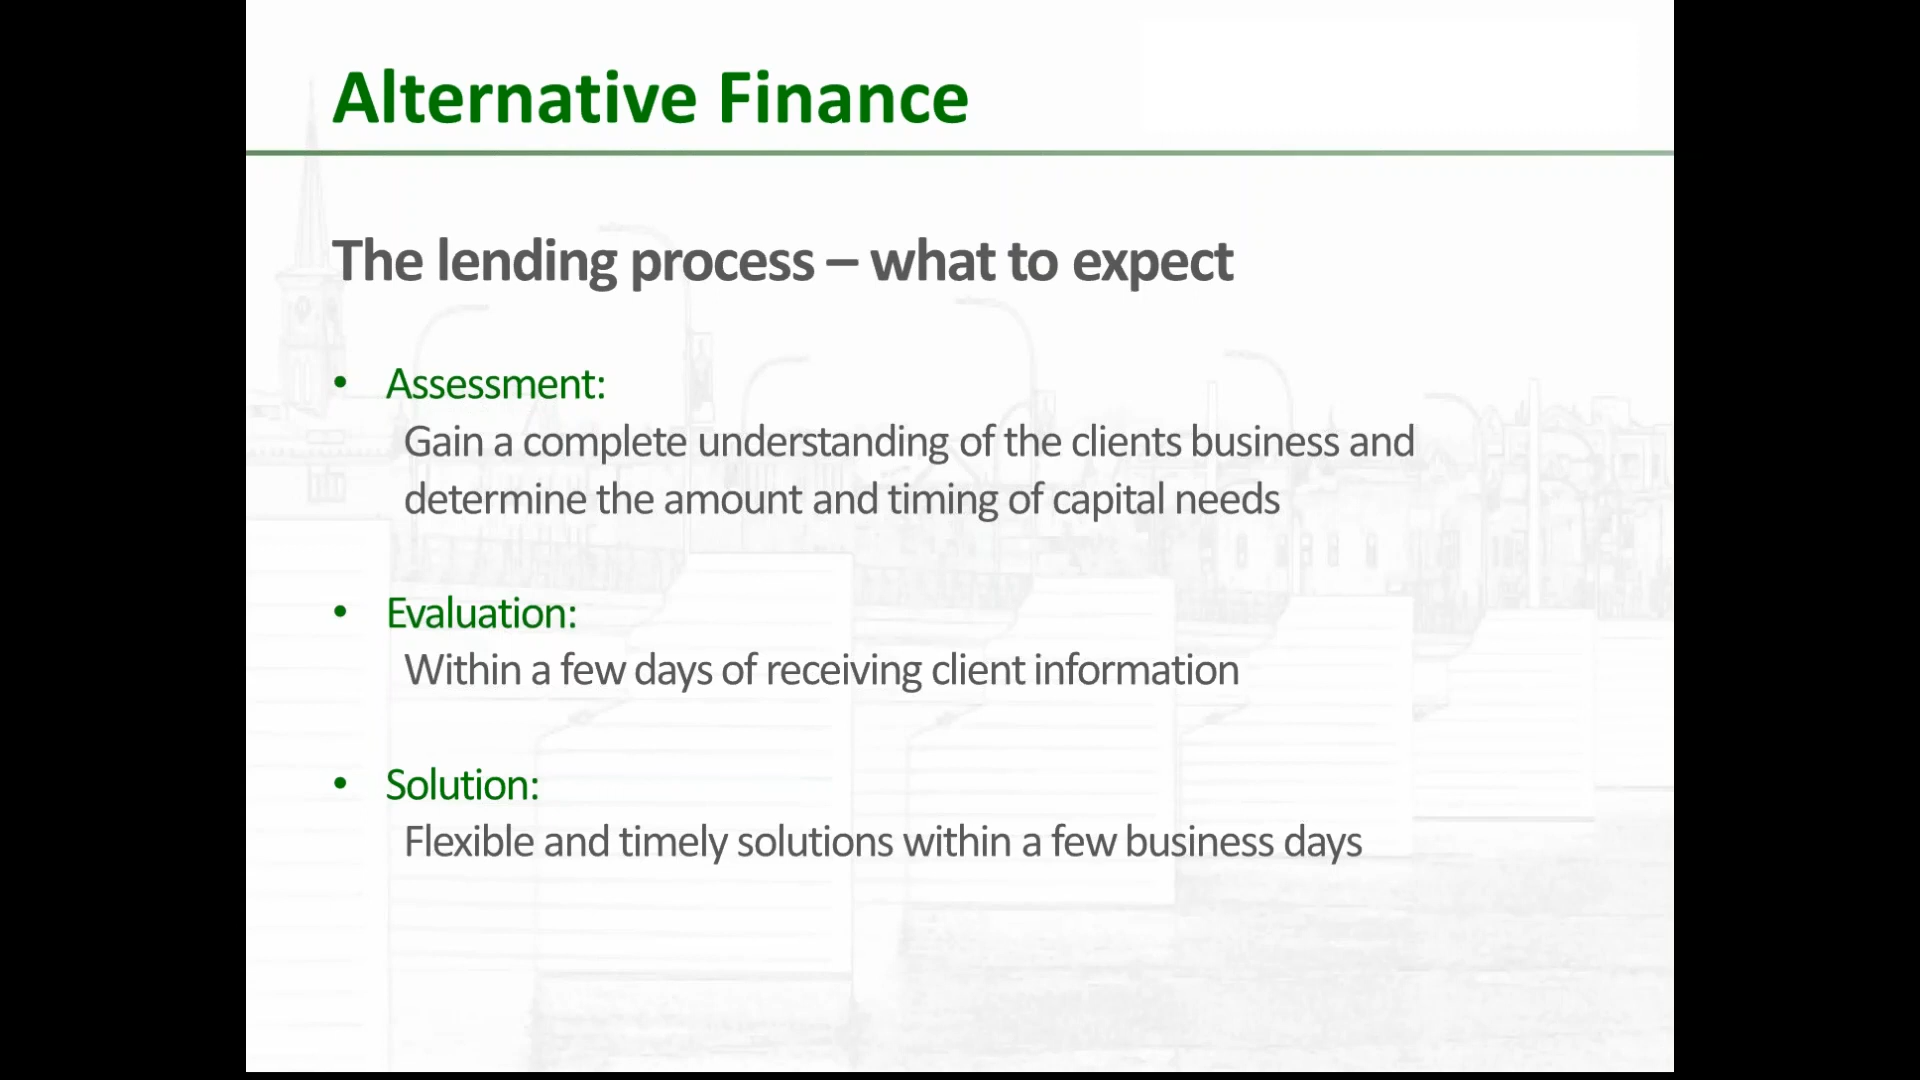 Alternative Finance
The lending process – what to expect
• Assessment:
Gain a complete understanding of the clients business and
determine the amount and timing of capital needs
• Evaluation:
Within a few days of receiving client information
• Solution:
Flexible and timely solutions within a few business days